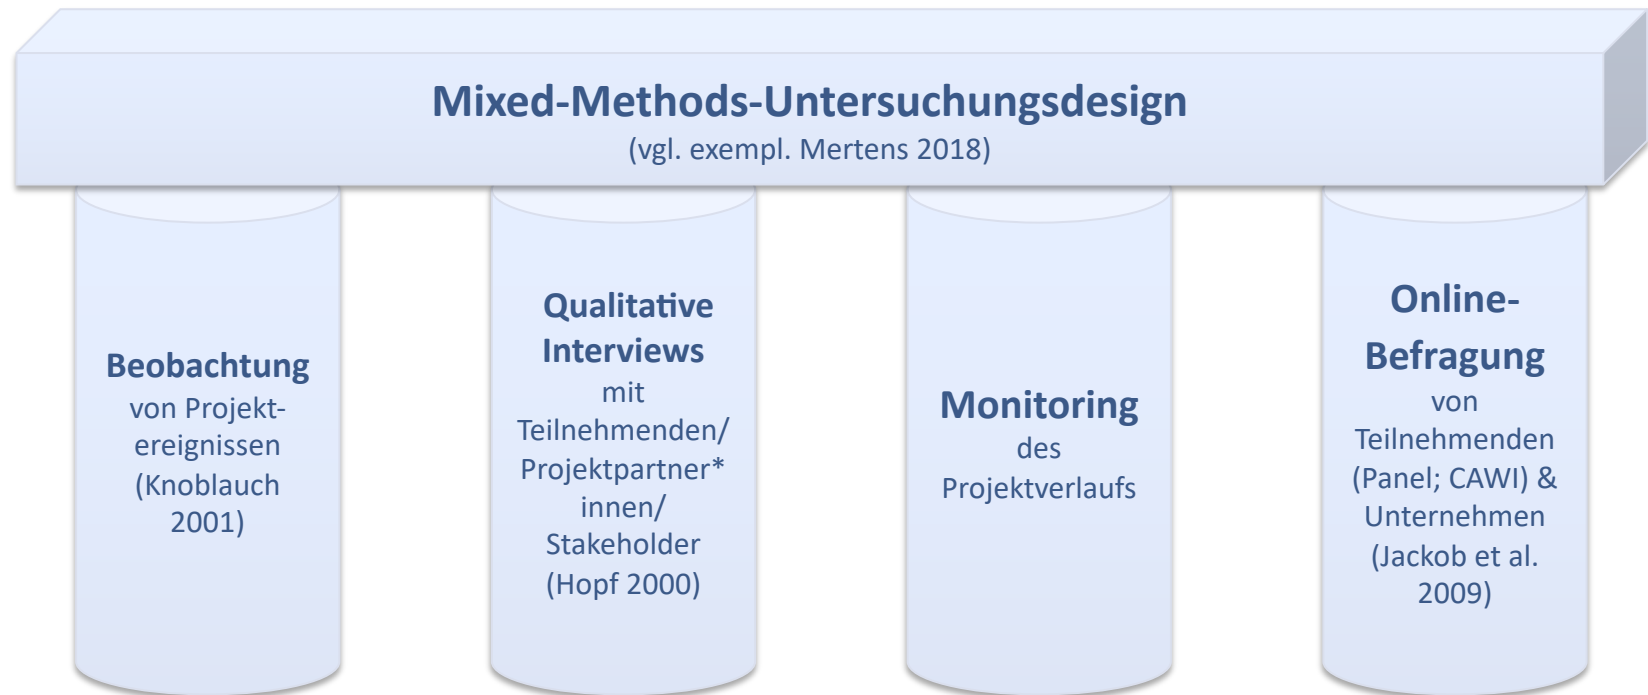 Mixed-Methods-Untersuchungsdesign
(vgl. exempl. Mertens 2018)
Beobachtung
von Projekt-
ereignissen
(Knoblauch
2001)
Qualitative
Interviews
mit
Teilnehmenden/
Projektpartner*
innen/
Stakeholder
(Hopf 2000)
Monitoring
des
Projektverlaufs
Online-
Befragung
von
Teilnehmenden
(Panel; CAWI) &
Unternehmen
(Jackob et al.
2009)